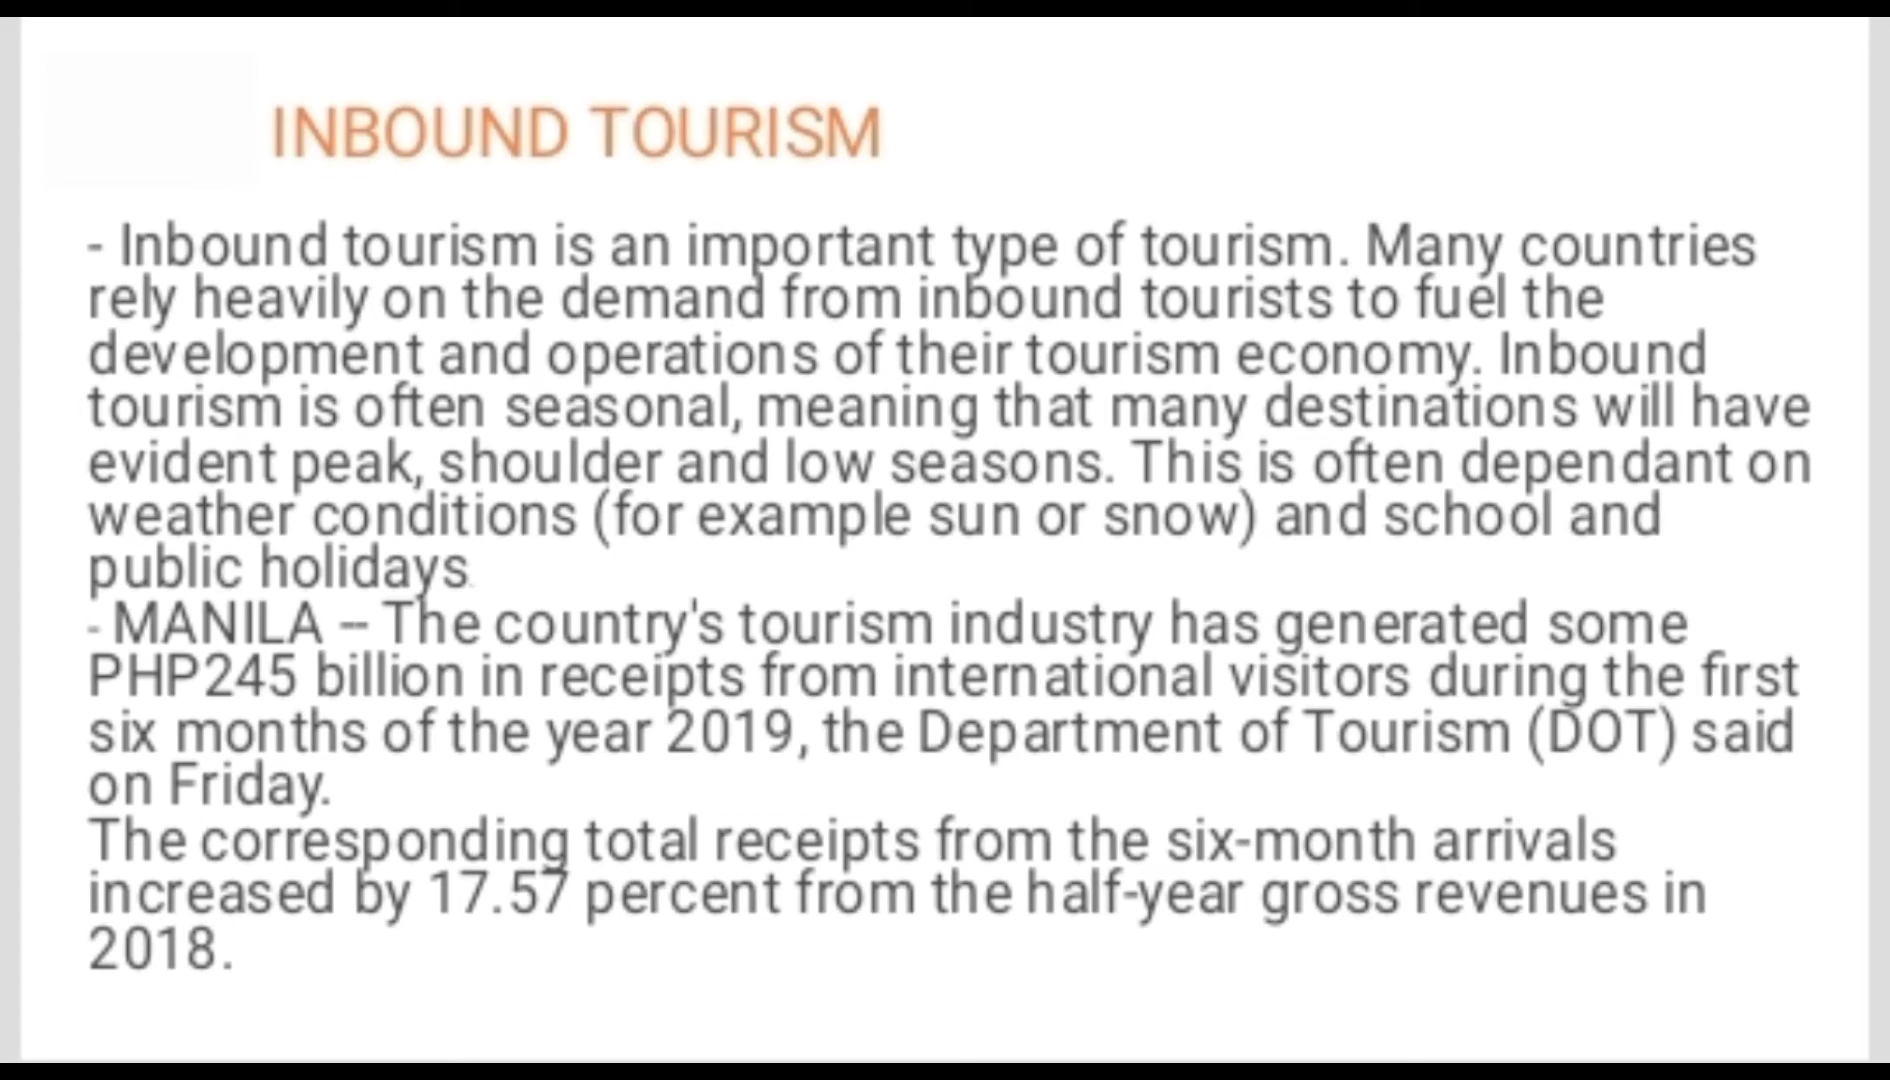 INBOUND TOURISM
- Inbound tourism is an important type of tourism. Many countries
rely heavily on the demand from inbound tourists to fuel the
development and operations of their tourism economy. Inbound
tourism is often seasonal, meaning that many destinations will have
evident peak, shoulder and low seasons. This is often dependant on
weather conditions (for example sun or snow) and school and
public holidays
- MANILA -- The country's tourism industry has generated some
PHP245 billion in receipts from international visitors during the first
six months of the year 2019, the Department of Tourism (DOT) said
on Friday.
The corresponding total receipts from the six-month arrivals
increased by 17.57 percent from the half-year gross revenues in
2018.